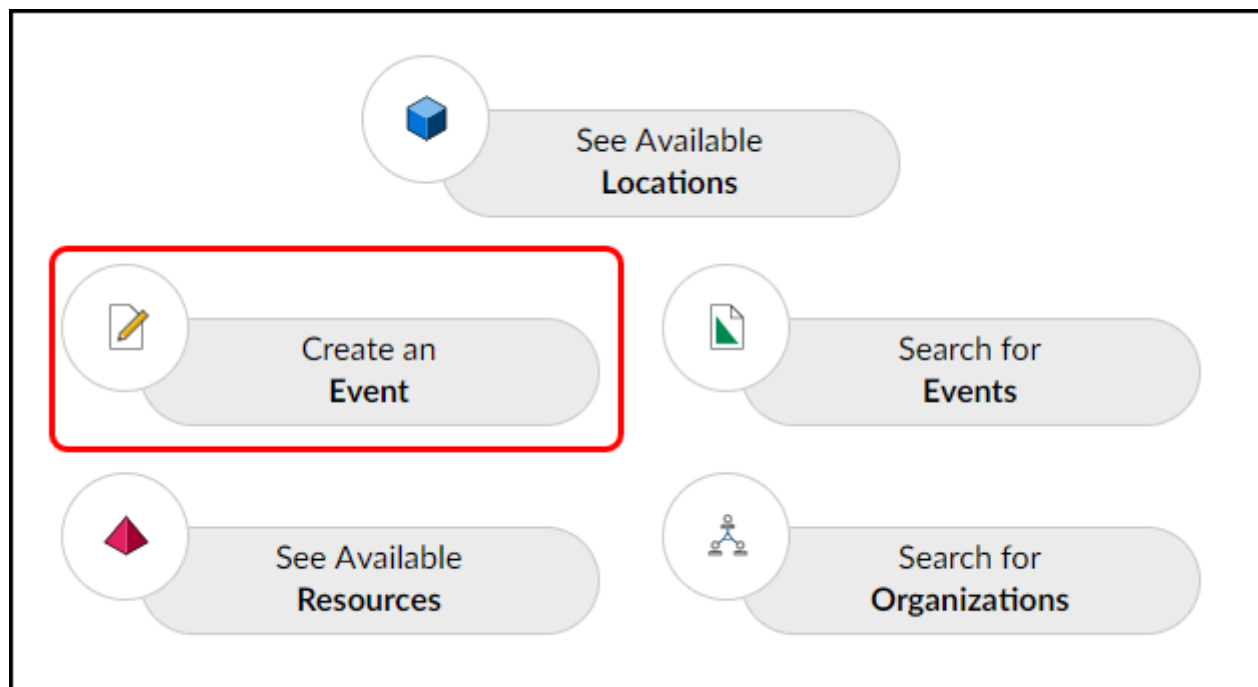 See Available
Locations
Create an
Event
Search for
Events
See Available
Resources
Search for
Organizations